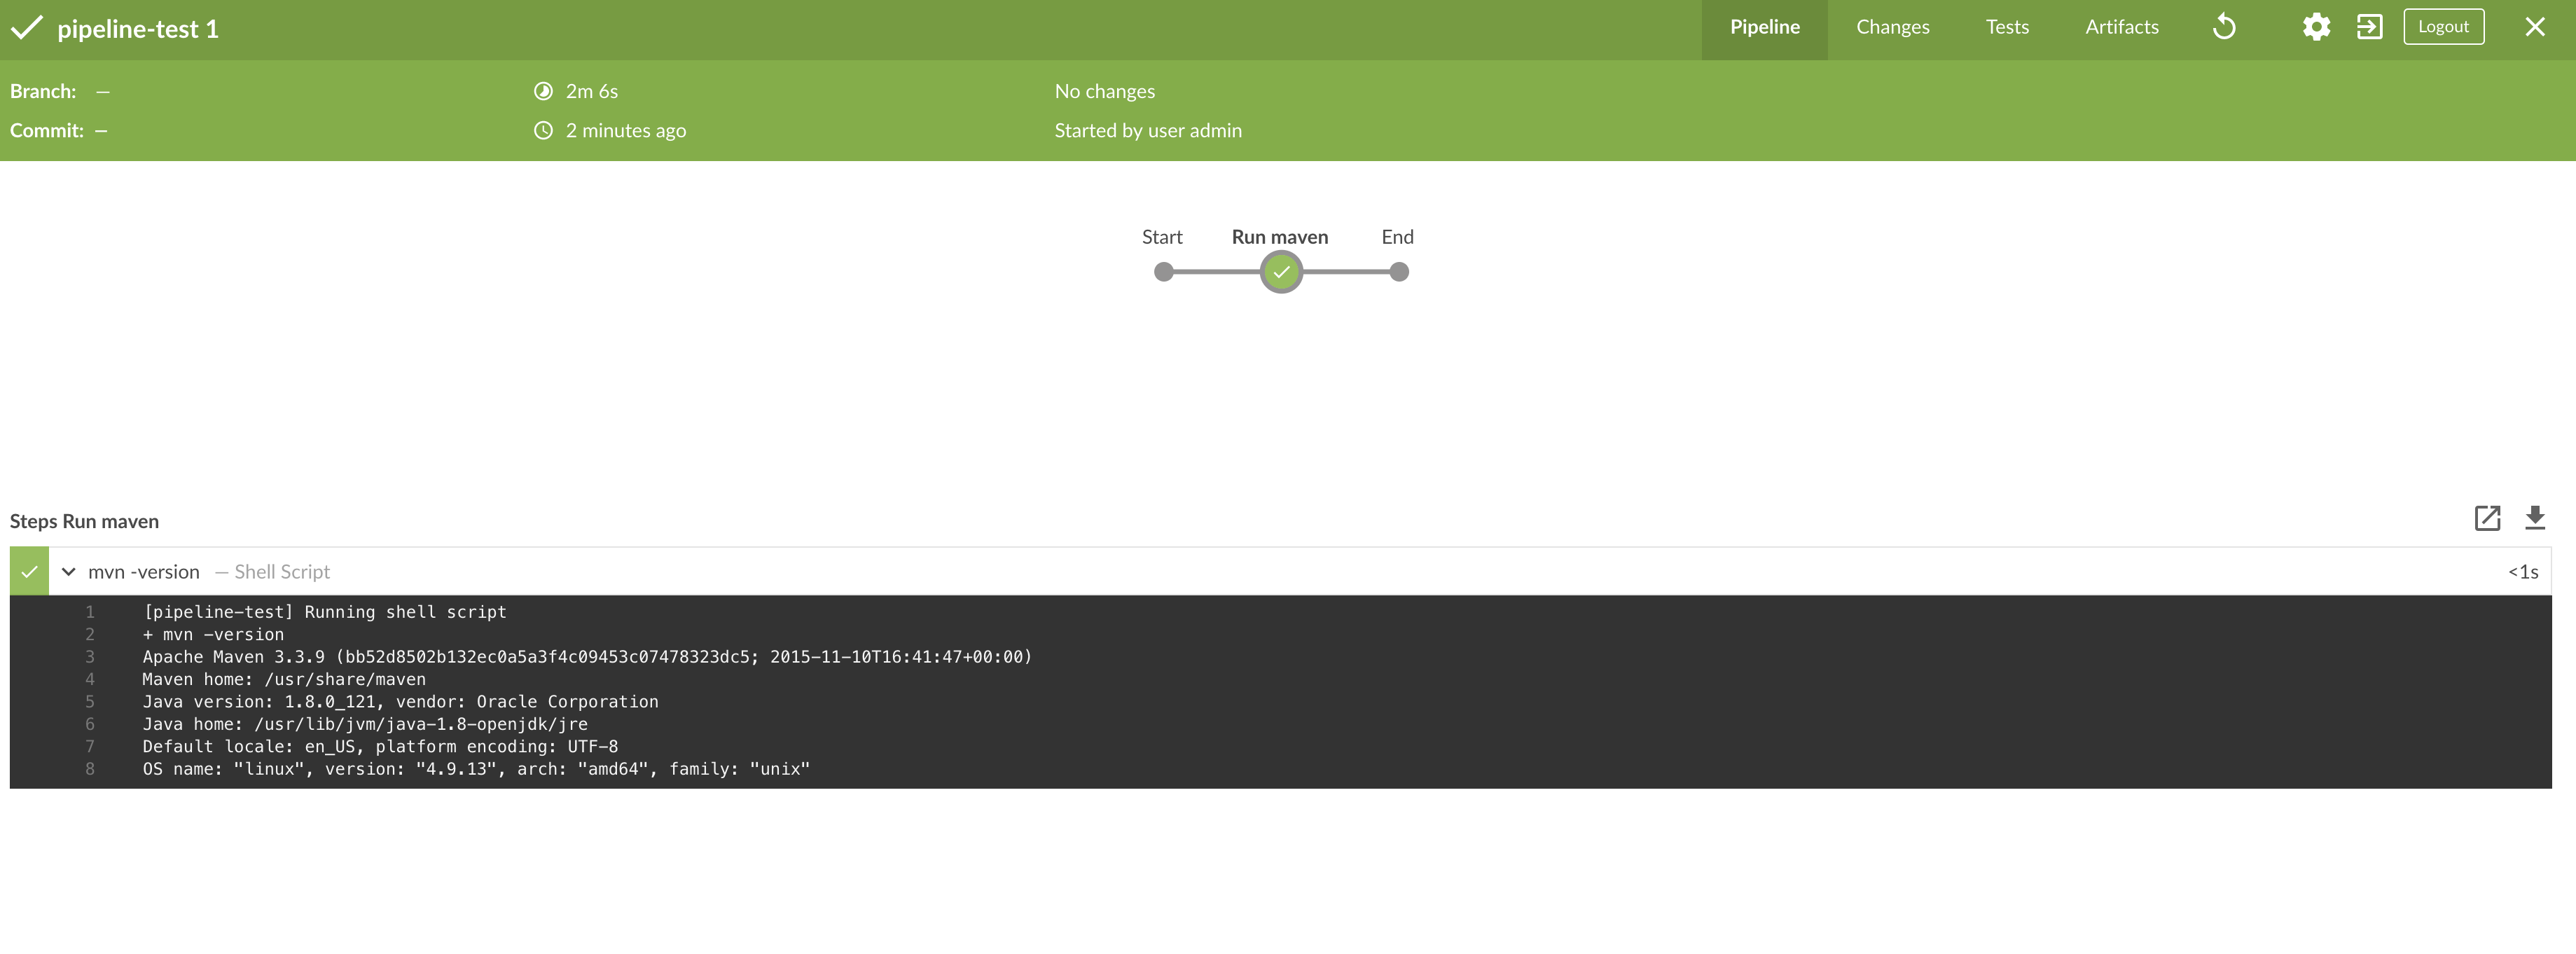 pipeline-test 1
Pipeline Changes Tests Artifacts Logout
Branch: — 2m 6s No changes
Commit: — 2 minutes ago Started by user admin
Start Run maven End
Steps Run maven
mvn -version — Shell Script <1s
1 [pipeline-test] Running shell script
2 + mvn -version
3 Apache Maven 3.3.9 (bb52d8502b132ec0a5a3f4c09453c07478323dc5; 2015-11-10T16:41:47+00:00)
4 Maven home: /usr/share/maven
5 Java version: 1.8.0_121, vendor: Oracle Corporation
6 Java home: /usr/lib/jvm/java-1.8-openjdk/jre
7 Default locale: en_US, platform encoding: UTF-8
8 OS name: "linux", version: "4.9.13", arch: "amd64", family: "unix"